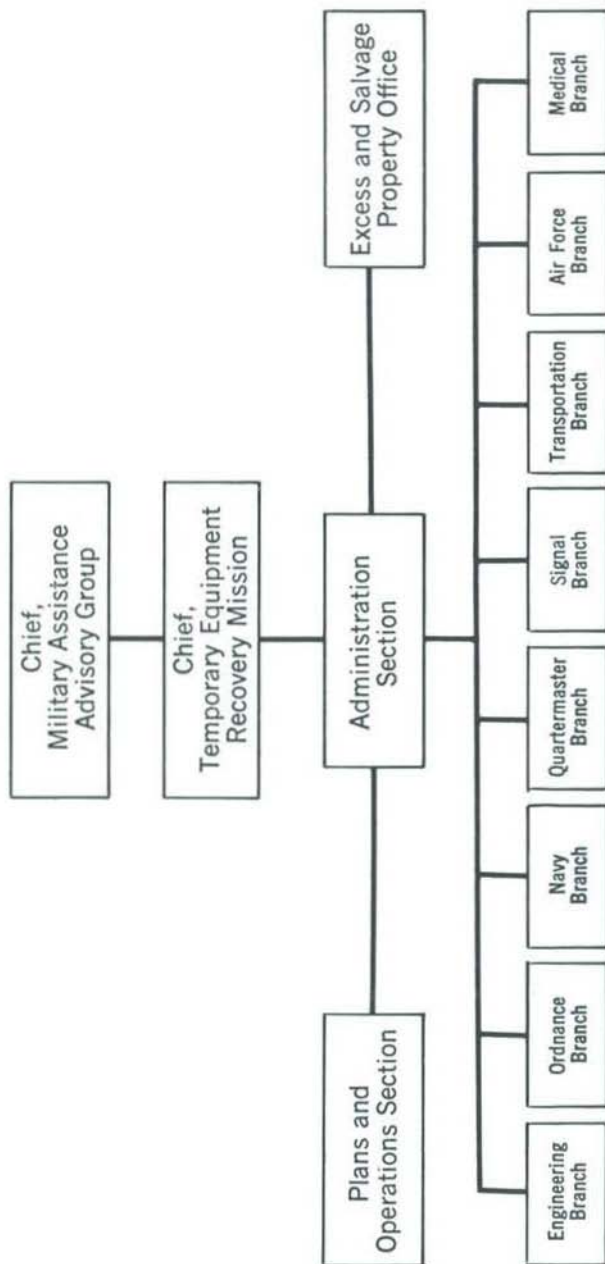 Chief,
Military Assistance
Advisory Group
Chief,
Temporary Equipment
Recovery Mission
Plans and
Operations Section
Administration
Section
Excess and Salvage
Property Office
Engineering
Branch
Ordnance
Branch
Navy
Branch
Quartermaster
Branch
Signal
Branch
Transportation
Branch
Air Force
Branch
Medical
Branch